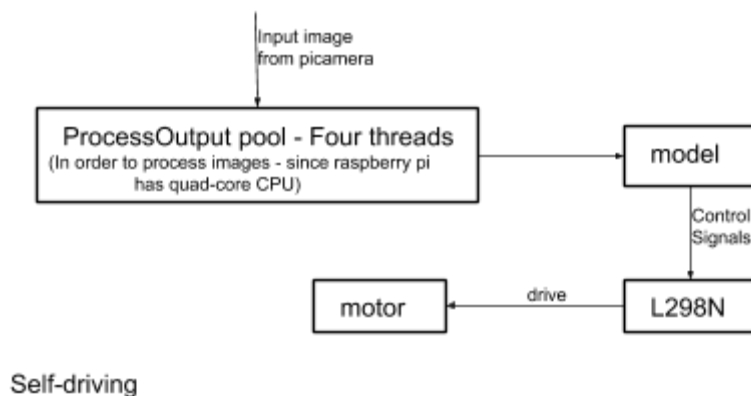 Input image
from picamera
ProcessOutput pool - Four threads
(In order to process images - since raspberry pi
has quad-core CPU)
model
Control
Signals
motor
drive
L298N
Self-driving